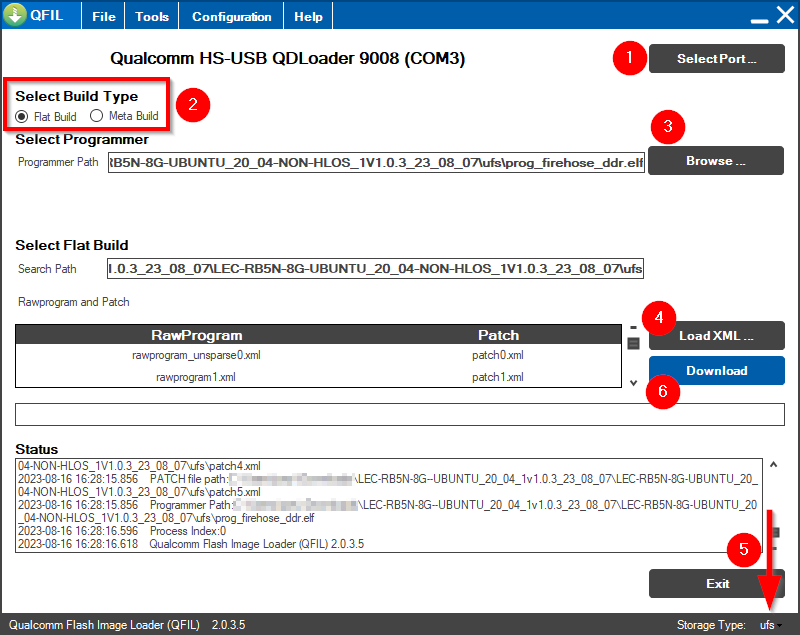 QFIL File Tools Configuration Help
Qualcomm HS-USB QDLoader 9008 (COM3)
1
Select Port ...
Select Build Type
2
Flat Build Meta Build
3
Select Programmer
Programmer Path RB5N-8G-UBUNTU_20_04-NON-HLOS_1V1.0.3_23_08_07\ufs\prog_firehose_ddr.elf Browse ...
Select Flat Build
Search Path 1.0.3_23_08_07\LEC-RB5N-8G-UBUNTU_20_04-NON-HLOS_1V1.0.3_23_08_07\ufs
Rawprogram and Patch
4
RawProgram Patch Load XML ...
rawprogram_unsparse0.xml patch0.xml
Download
rawprogram1.xml patch1.xml
6
Status
04-NON-HLOS_1V1.0.3_23_08_07\ufs\patch4.xml
2023-08-16 16:28:15.856 PATCH file path: \LEC-RB5N-8G--UBUNTU_20_04_1v1.0.3_23_08_07\LEC-RB5N-8G-UBUNTU_20_
04-NON-HLOS_1V1.0.3_23_08_07\ufs\patch5.xml
2023-08-16 16:28:15.856 Programmer Path: \LEC-RB5N-8G--UBUNTU_20_04_1v1.0.3_23_08_07\LEC-RB5N-8G-UBUNTU_20
_04-NON-HLOS_1V1.0.3_23_08_07\ufs\prog_firehose_ddr.elf
2023-08-16 16:28:16.596 Process Index:0
2023-08-16 16:28:16.618 Qualcomm Flash Image Loader (QFIL) 2.0.3.5
5
Exit
Qualcomm Flash Image Loader (QFIL) 2.0.3.5 Storage Type: ufs